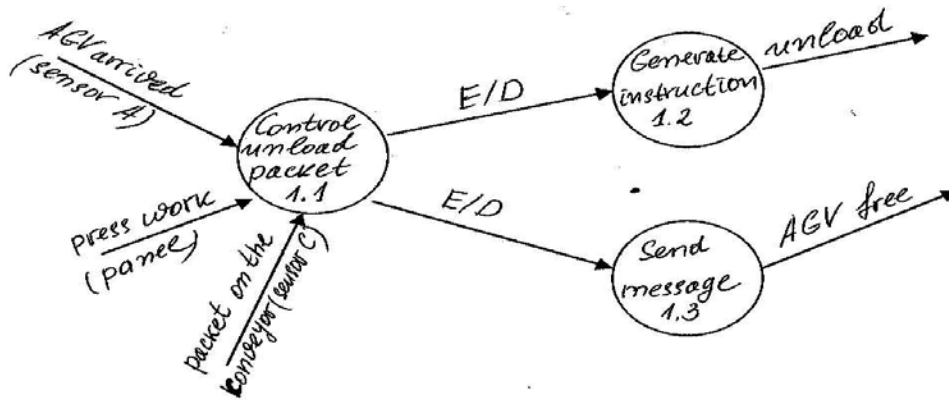 AGV arrived
(sensor A)
press work
(panel)
packet on the
conveyor (sensor C)
Control
unload
packet
1.1
E/D
E/D
Generate
instruction
1.2
unload
Send
message
1.3
AGV free